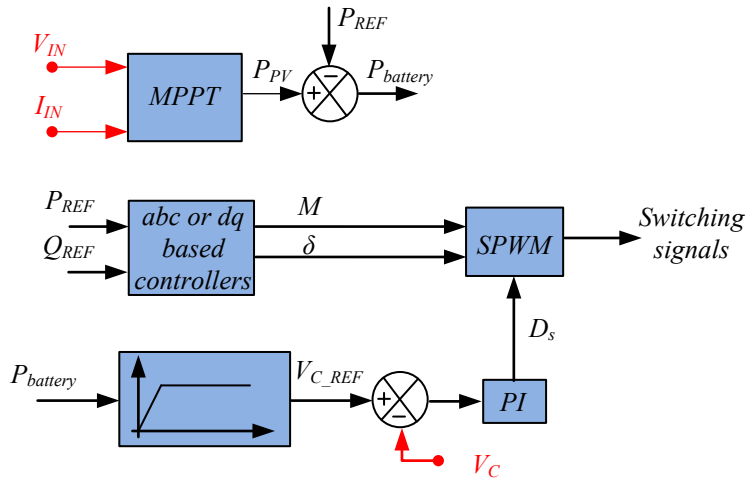 P_REF
V_IN
P_PV
P_battery
MPPT
− +
I_IN
P_REF
abc or dq
based
controllers
M
SPWM
Switching
signals
Q_REF
δ
D_s
P_battery
V_C_REF
+ −
PI
V_C